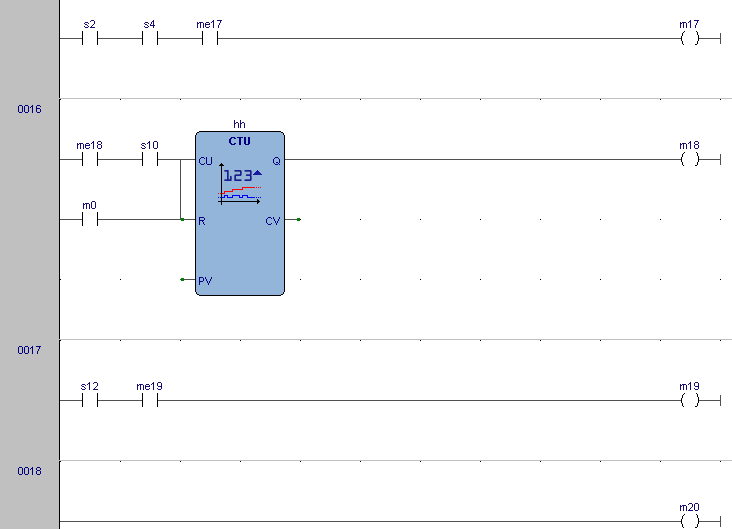 s2 s4 me17 m17
0016
hh
CTU
me18 s10 CU Q m18
123
m0 R CV
PV
0017
s12 me19 m19
0018
m20